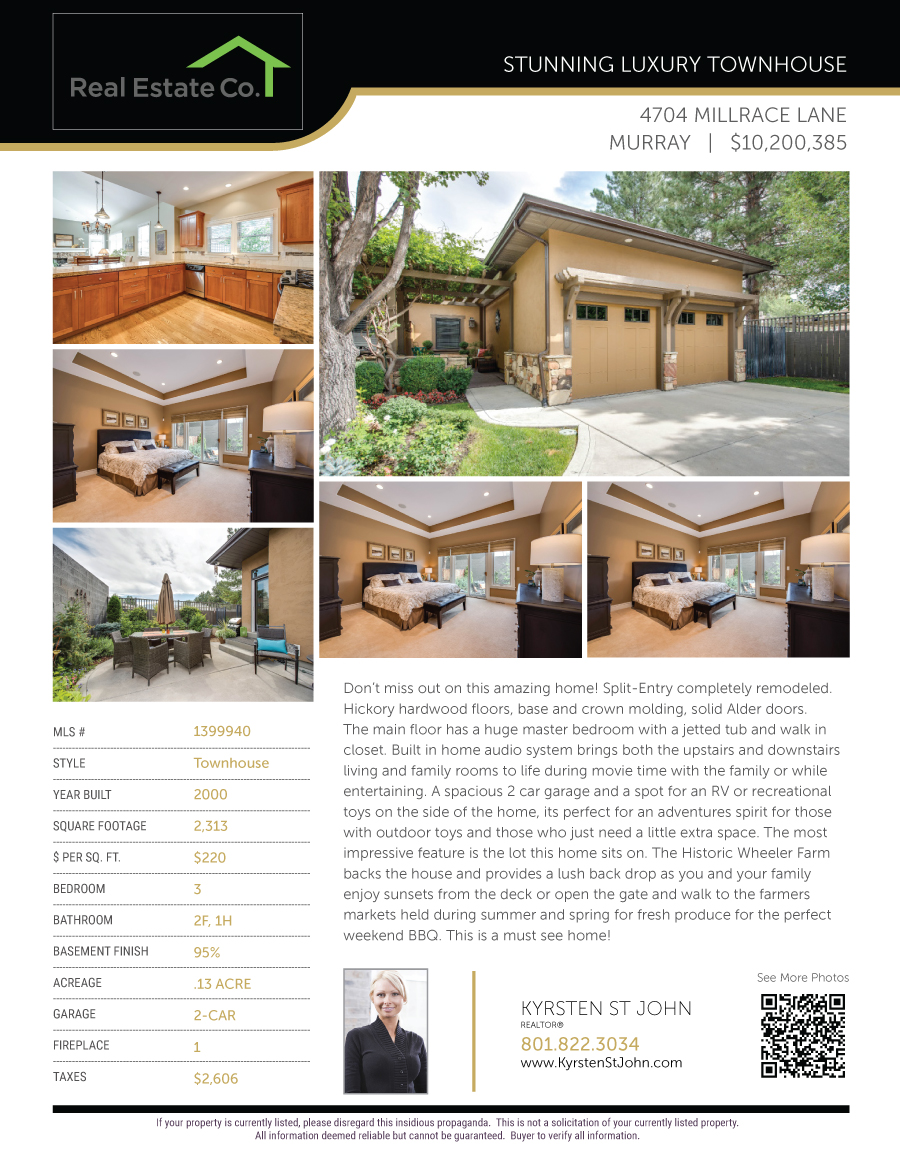 Real Estate Co.
STUNNING LUXURY TOWNHOUSE
4704 MILLRACE LANE
MURRAY | $10,200,385
MLS # 1399940
STYLE Townhouse
YEAR BUILT 2000
SQUARE FOOTAGE 2,313
$ PER SQ. FT. $220
BEDROOM 3
BATHROOM 2F, 1H
BASEMENT FINISH 95%
ACREAGE .13 ACRE
GARAGE 2-CAR
FIREPLACE 1
TAXES $2,606
Don't miss out on this amazing home! Split-Entry completely remodeled.
Hickory hardwood floors, base and crown molding, solid Alder doors.
The main floor has a huge master bedroom with a jetted tub and walk in
closet. Built in home audio system brings both the upstairs and downstairs
living and family rooms to life during movie time with the family or while
entertaining. A spacious 2 car garage and a spot for an RV or recreational
toys on the side of the home, its perfect for an adventures spirit for those
with outdoor toys and those who just need a little extra space. The most
impressive feature is the lot this home sits on. The Historic Wheeler Farm
backs the house and provides a lush back drop as you and your family
enjoy sunsets from the deck or open the gate and walk to the farmers
markets held during summer and spring for fresh produce for the perfect
weekend BBQ. This is a must see home!
See More Photos
KYRSTEN ST JOHN
REALTOR®
801.822.3034
www.KyrstenStJohn.com
If your property is currently listed, please disregard this insidious propaganda. This is not a solicitation of your currently listed property.
All information deemed reliable but cannot be guaranteed. Buyer to verify all information.